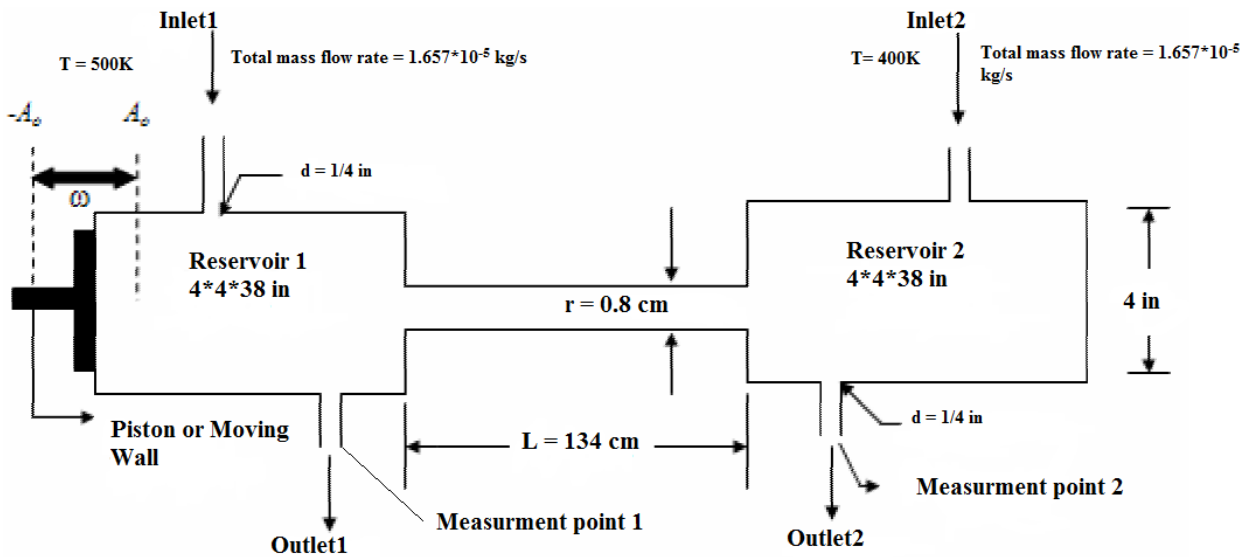 Inlet1
Inlet2
T = 500K
Total mass flow rate = 1.657*10-5 kg/s
T= 400K
Total mass flow rate = 1.657*10-5
kg/s
-Ao
Ao
ω
d = 1/4 in
Reservoir 1
4*4*38 in
Reservoir 2
4*4*38 in
r = 0.8 cm
4 in
d = 1/4 in
Piston or Moving
Wall
L = 134 cm
Measurment point 1
Measurment point 2
Outlet1
Outlet2